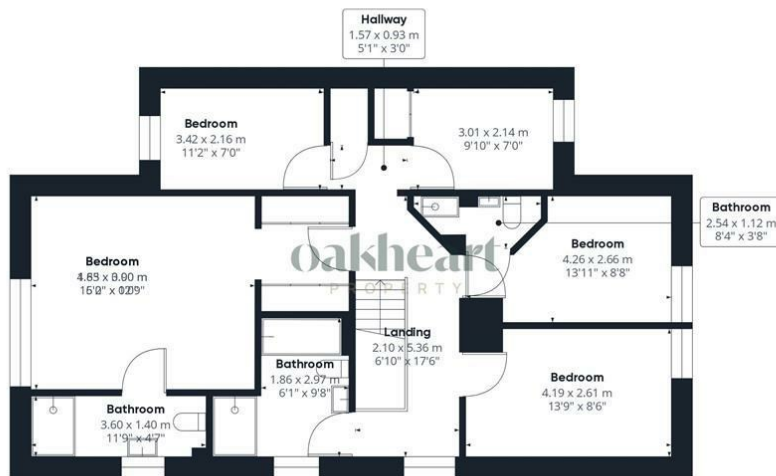 Hallway
1.57 x 0.93 m
5'1" x 3'0"
Bedroom
3.42 x 2.16 m
11'2" x 7'0"
3.01 x 2.14 m
9'10" x 7'0"
Bathroom
2.54 x 1.12 m
8'4" x 3'8"
Bedroom
Bedroom
4.26 x 2.66 m
13'11" x 8'8"
oakheart
PROPERTY
Landing
2.10 x 5.36 m
6'10" x 17'6"
Bathroom
1.86 x 2.97 m
6'1" x 9'8"
Bedroom
4.19 x 2.61 m
13'9" x 8'6"
Bathroom
3.60 x 1.40 m
11'9" x 4'7"